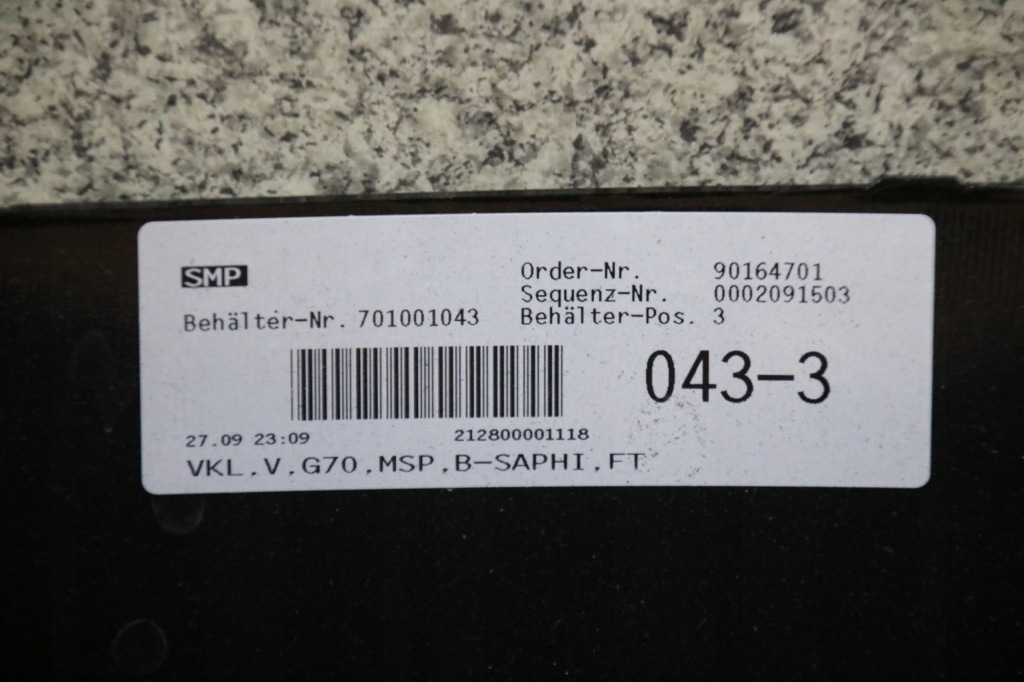 SMP
Order-Nr. 90164701
Sequenz-Nr. 0002091503
Behälter-Nr. 701001043 Behälter-Pos. 3
043-3
27.09 23:09 212800001118
VKL.V.G70.MSP.B-SAPHI.FT